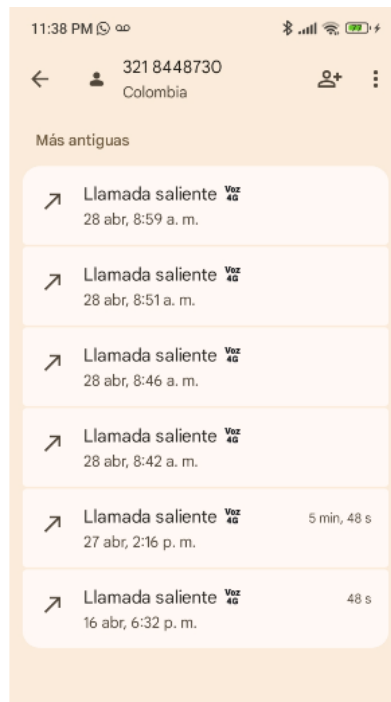 11:38 PM
99
321 8448730
Colombia
Más antiguas
Llamada saliente Voz 4G
28 abr, 8:59 a. m.
Llamada saliente Voz 4G
28 abr, 8:51 a. m.
Llamada saliente Voz 4G
28 abr, 8:46 a. m.
Llamada saliente Voz 4G
28 abr, 8:42 a. m.
Llamada saliente Voz 4G 5 min, 48 s
27 abr, 2:16 p. m.
Llamada saliente Voz 4G 48 s
16 abr, 6:32 p. m.